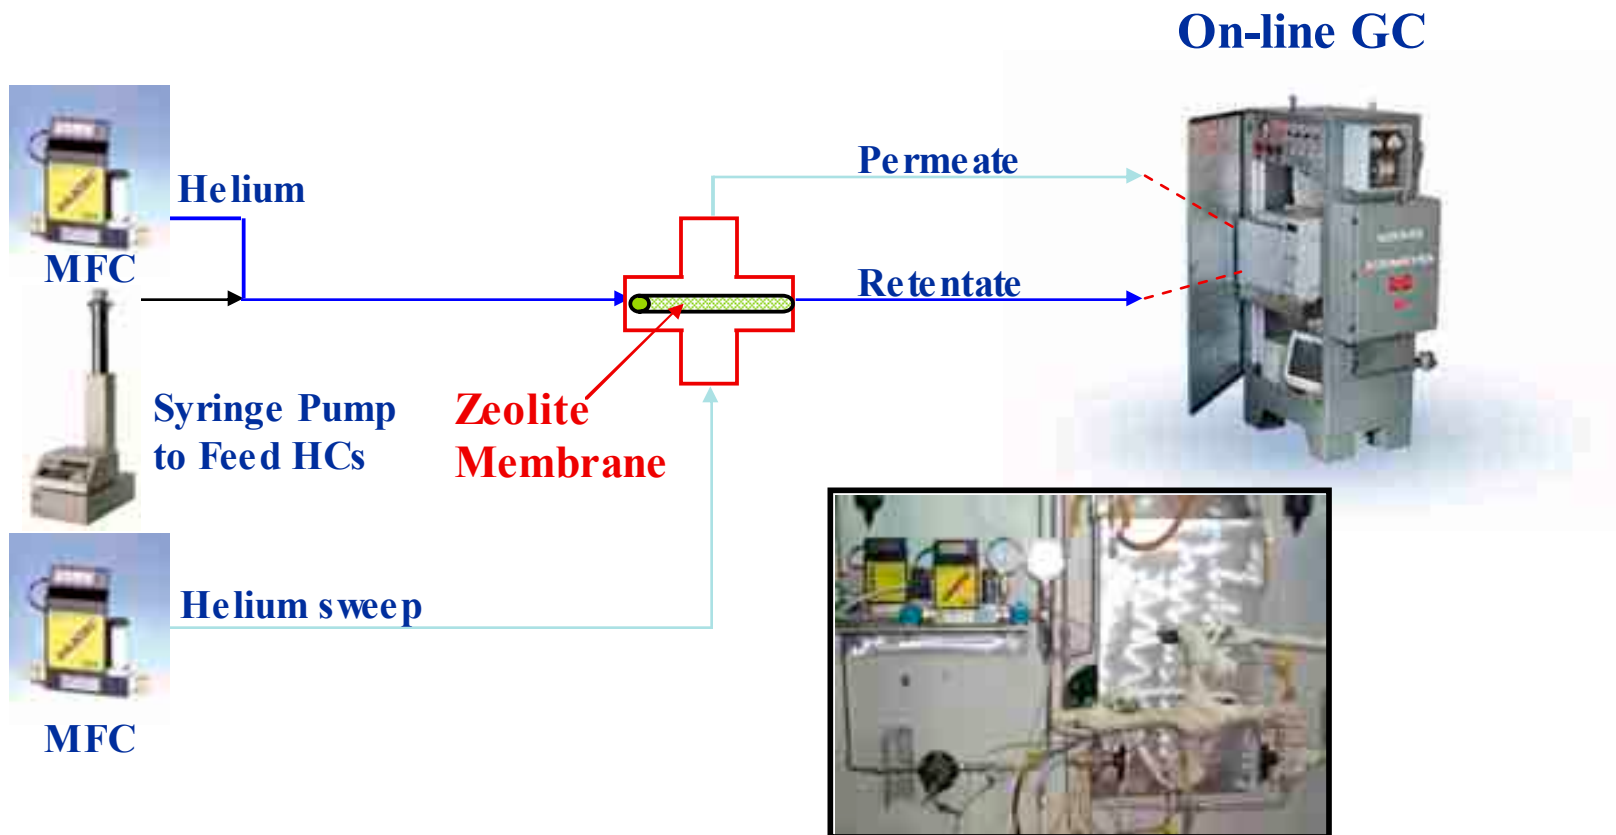 On-line GC
Helium
MFC
Permeate
Retentate
Syringe Pump
to Feed HCs
Zeolite
Membrane
Helium sweep
MFC